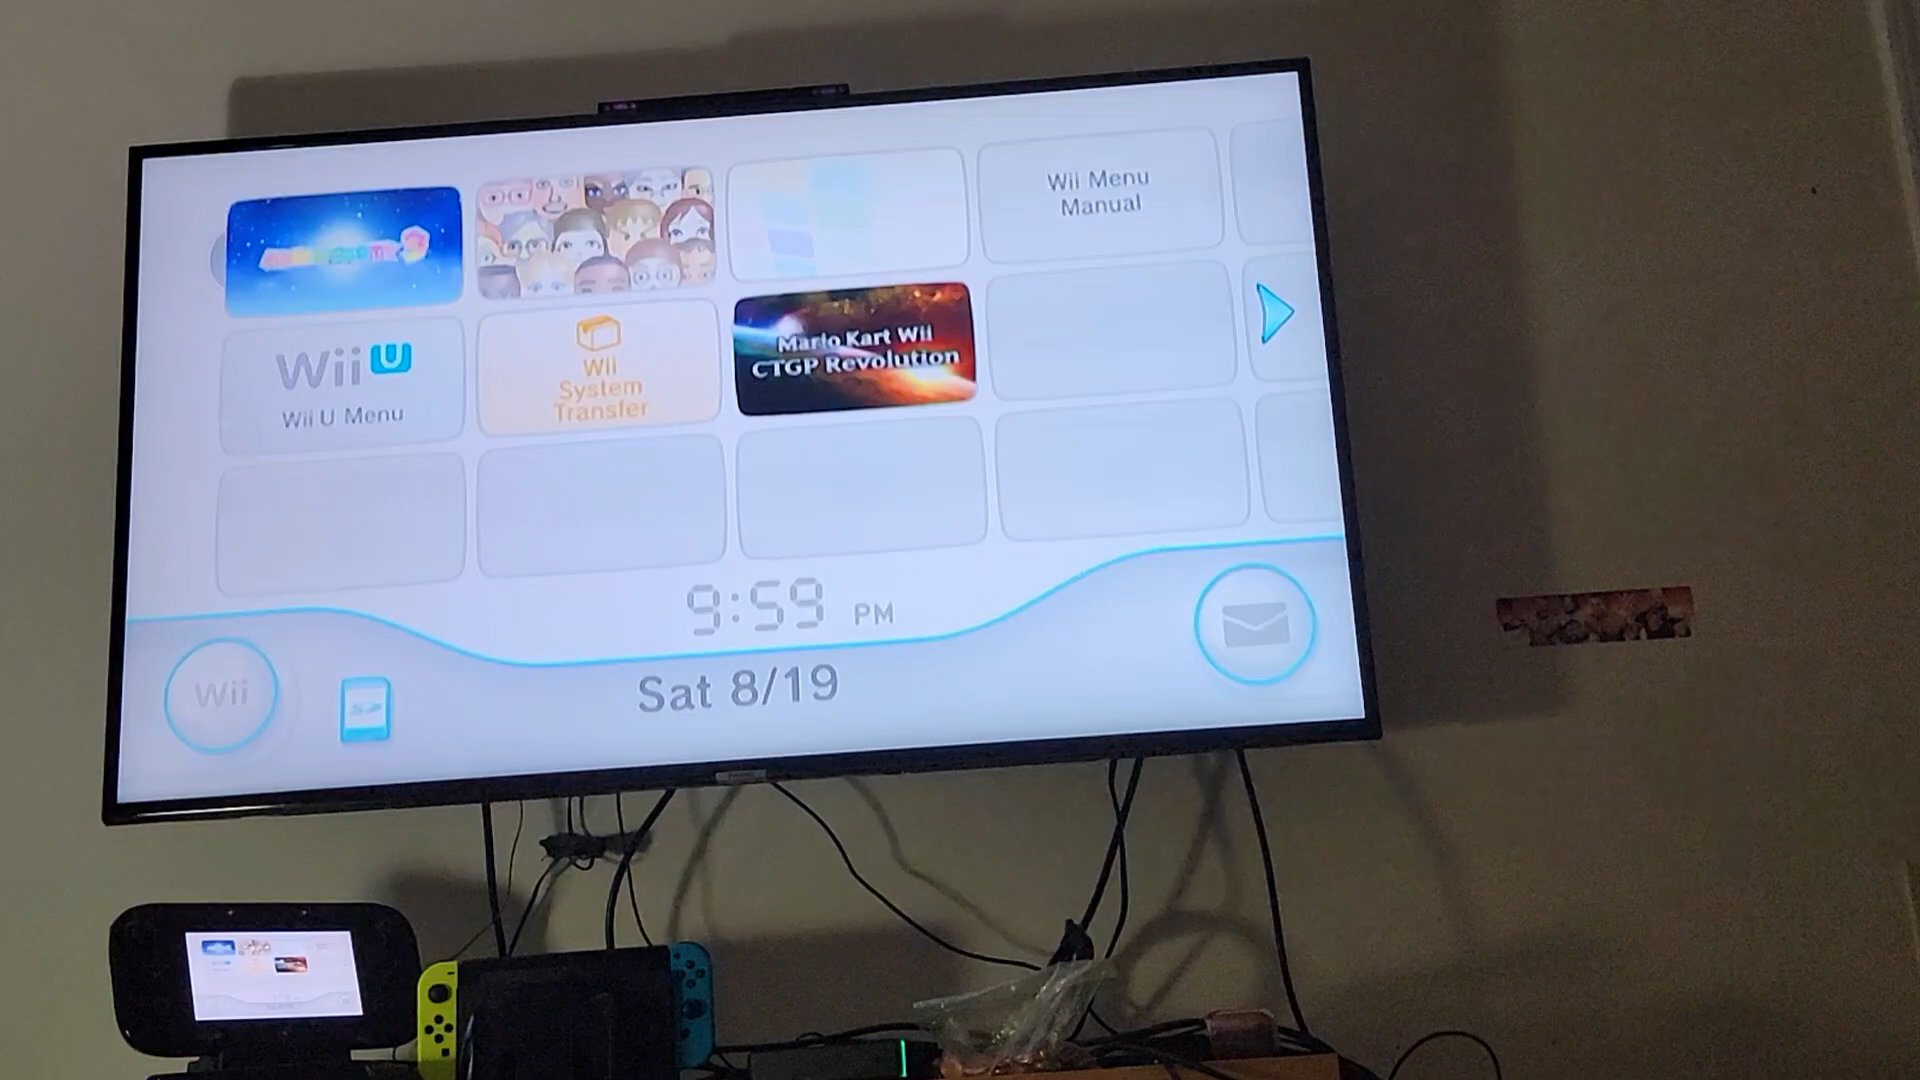 Wii Menu
Manual
Wii U
Wii U Menu
Wii
System
Transfer
Mario Kart Wii
CTGP Revolution
9:59 PM
Wii
Sat 8/19